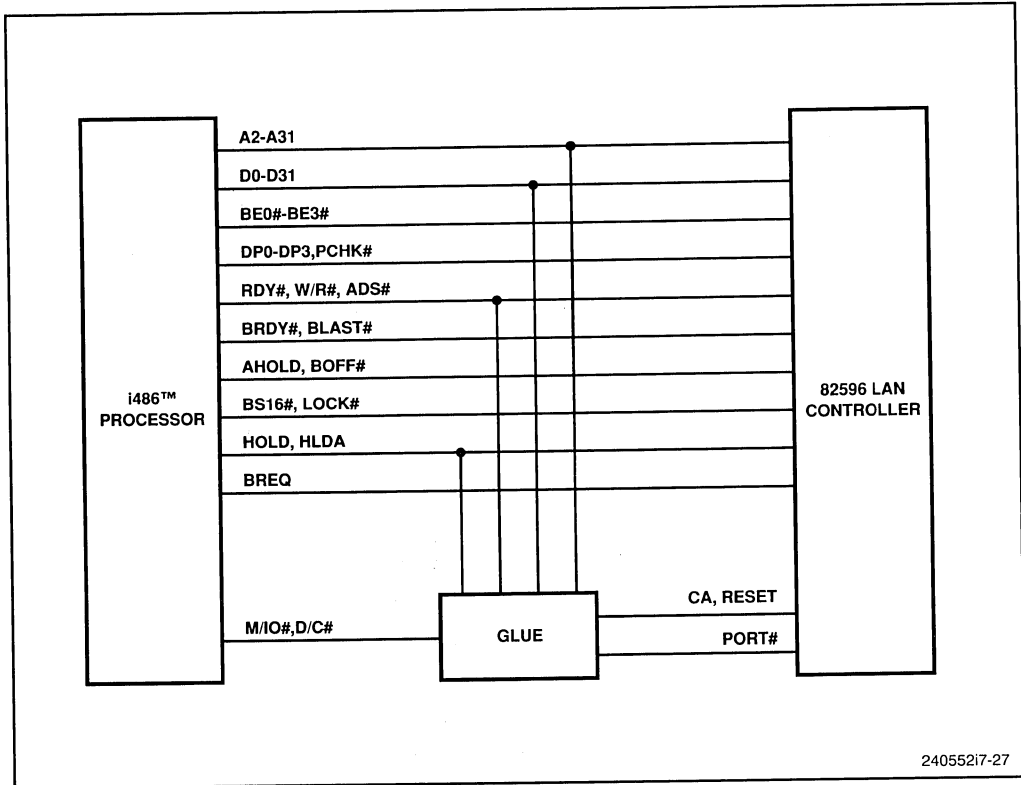 A2-A31
D0-D31
BE0#-BE3#
DP0-DP3,PCHK#
RDY#, W/R#, ADS#
BRDY#, BLAST#
AHOLD, BOFF#
i486™
PROCESSOR
82596 LAN
CONTROLLER
BS16#, LOCK#
HOLD, HLDA
BREQ
CA, RESET
M/IO#,D/C#
GLUE
PORT#
240552i7-27